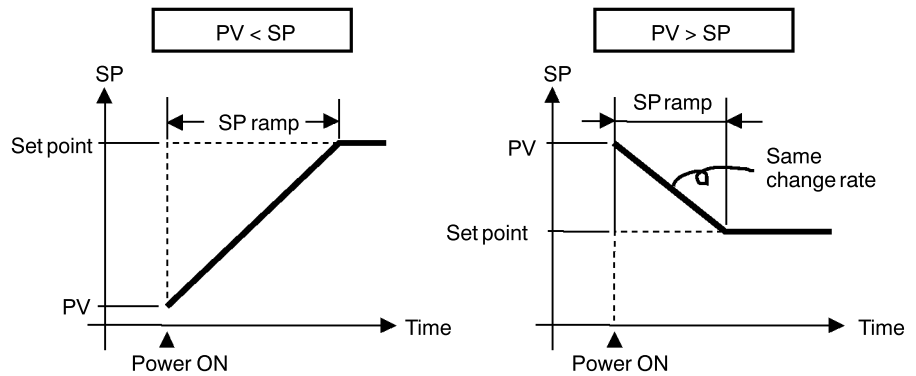 PV < SP
SP
SP ramp
Set point
PV
Time
Power ON
PV > SP
SP
SP ramp
PV
Same
change rate
Set point
Time
Power ON